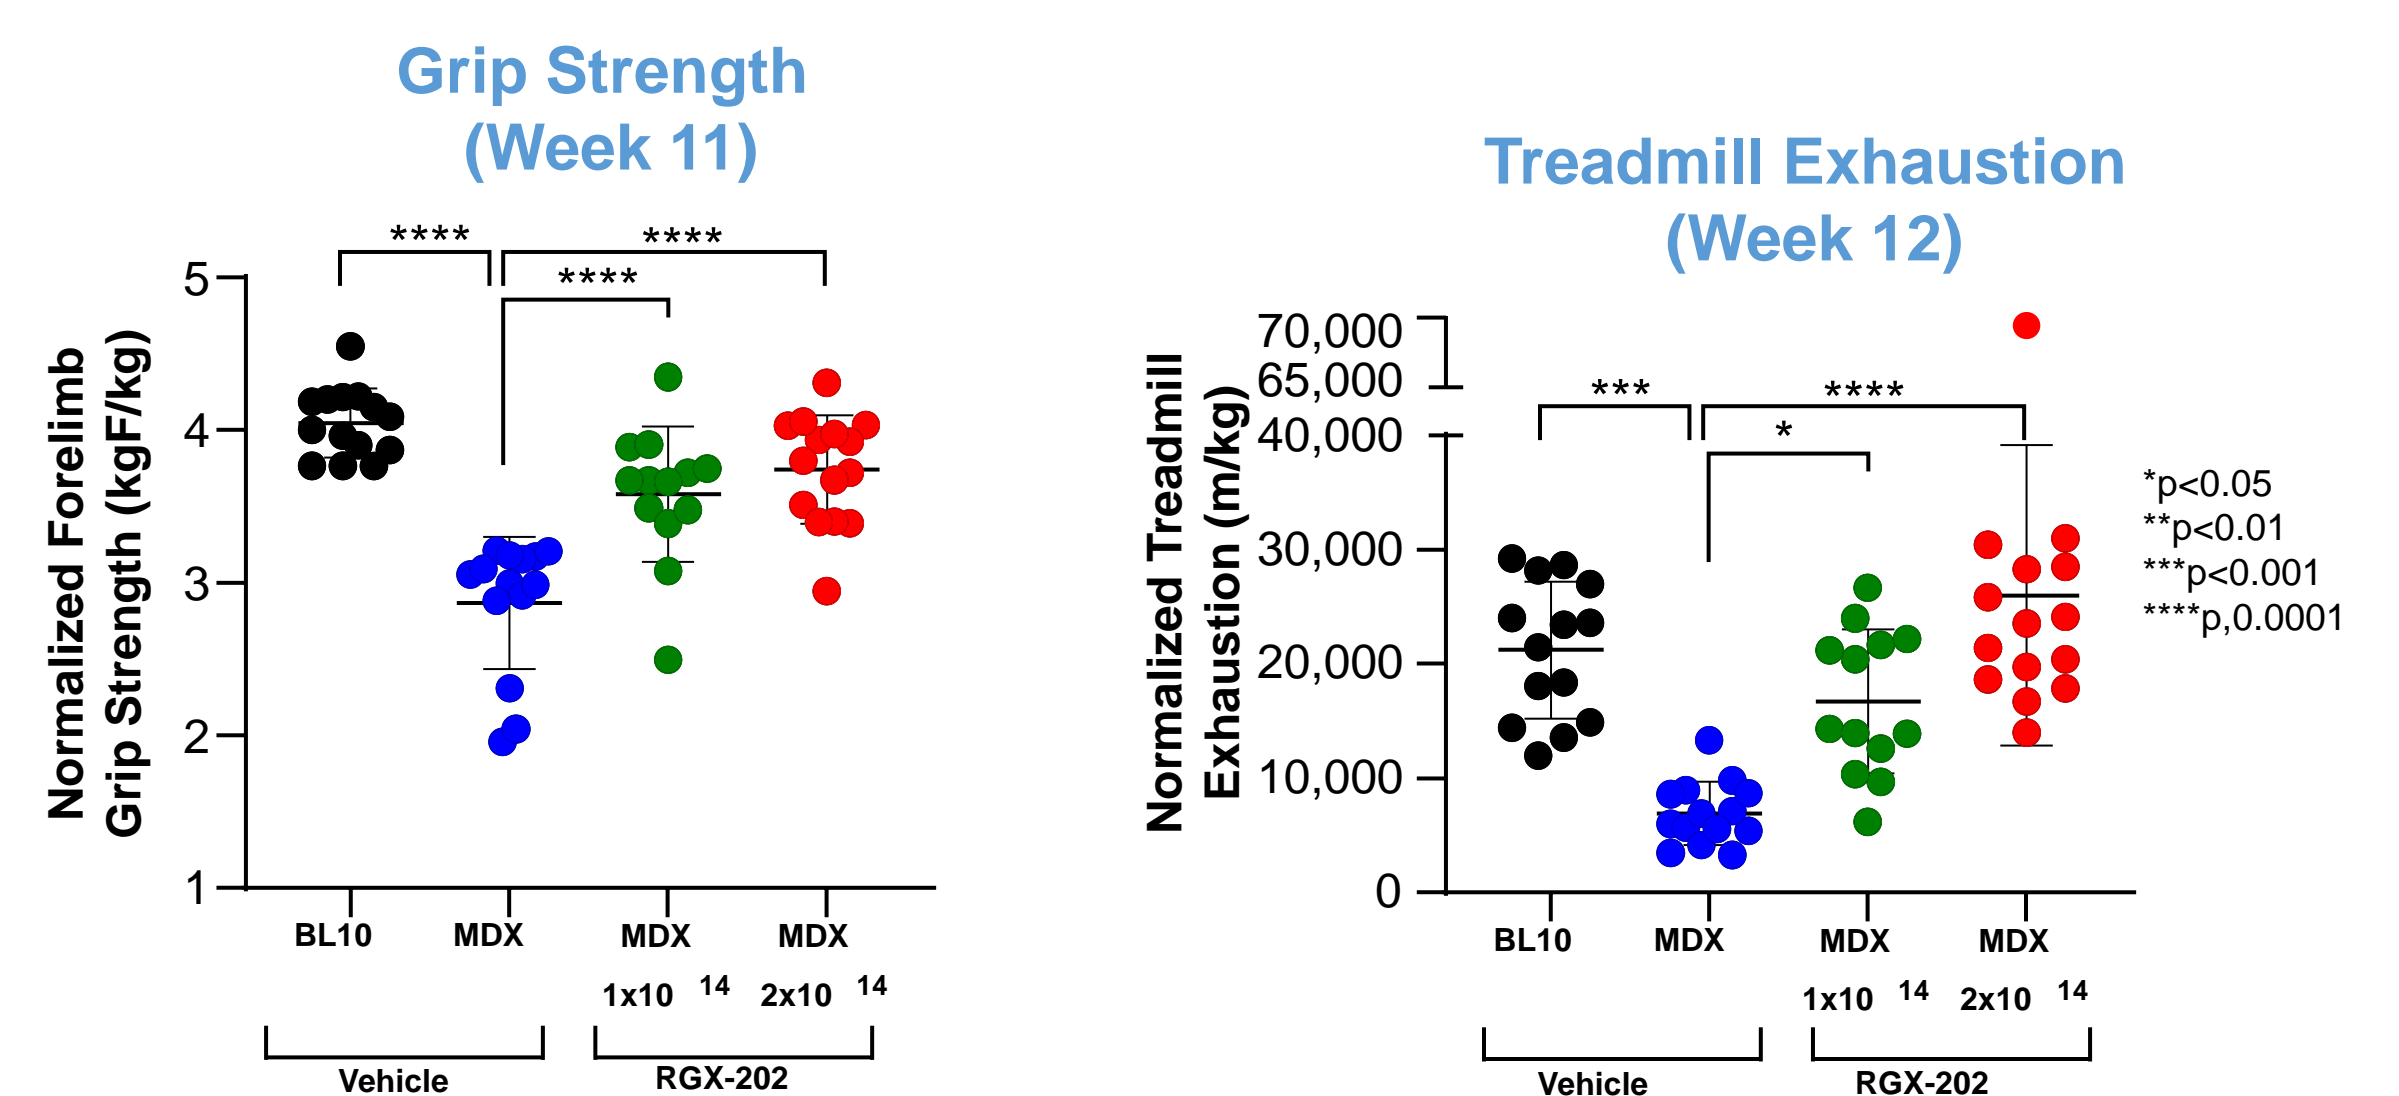 Grip Strength
(Week 11)
****
****
****
Normalized Forelimb
Grip Strength (kgF/kg)
5
4
3
2
1
BL10 MDX MDX MDX
1x10 14 2x10 14
Vehicle RGX-202
Treadmill Exhaustion
(Week 12)
***
****
*
Normalized Treadmill
Exhaustion (m/kg)
70,000
65,000
40,000
30,000
20,000
10,000
0
BL10 MDX MDX MDX
1x10 14 2x10 14
Vehicle RGX-202
*p<0.05
**p<0.01
***p<0.001
****p,0.0001